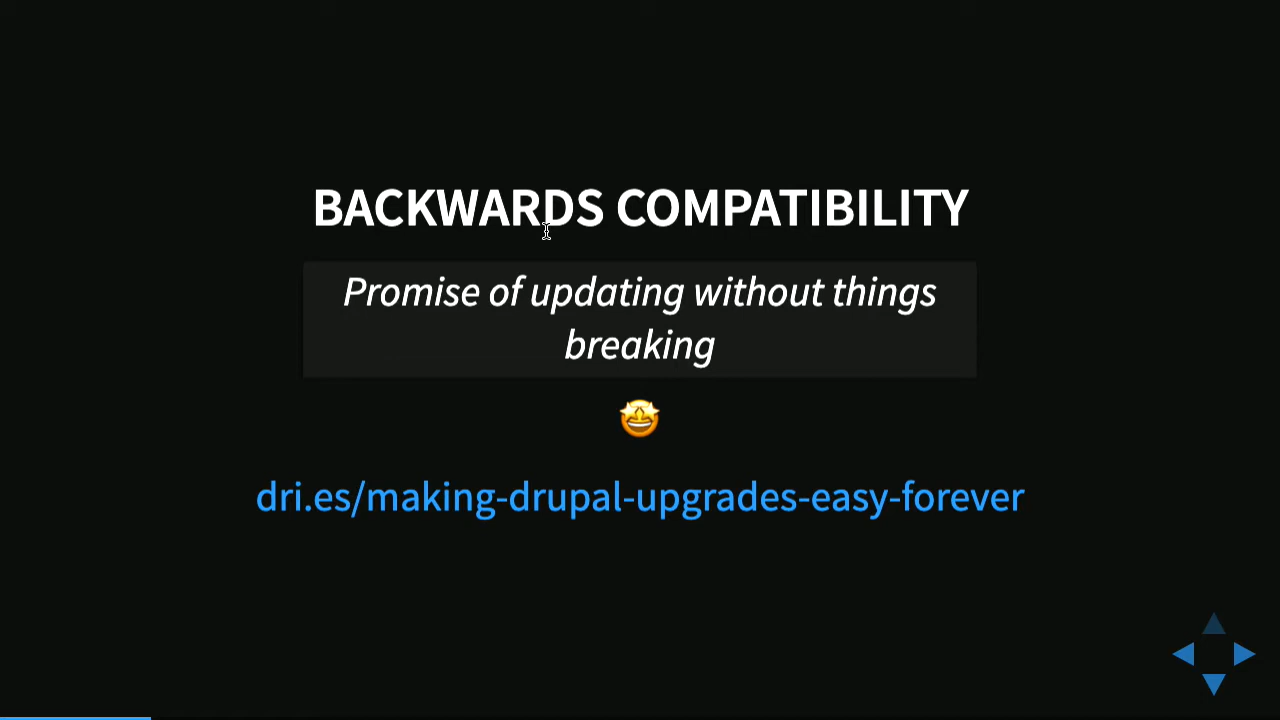 BACKWARDS COMPATIBILITY
Promise of updating without things
breaking
dri.es/making-drupal-upgrades-easy-forever